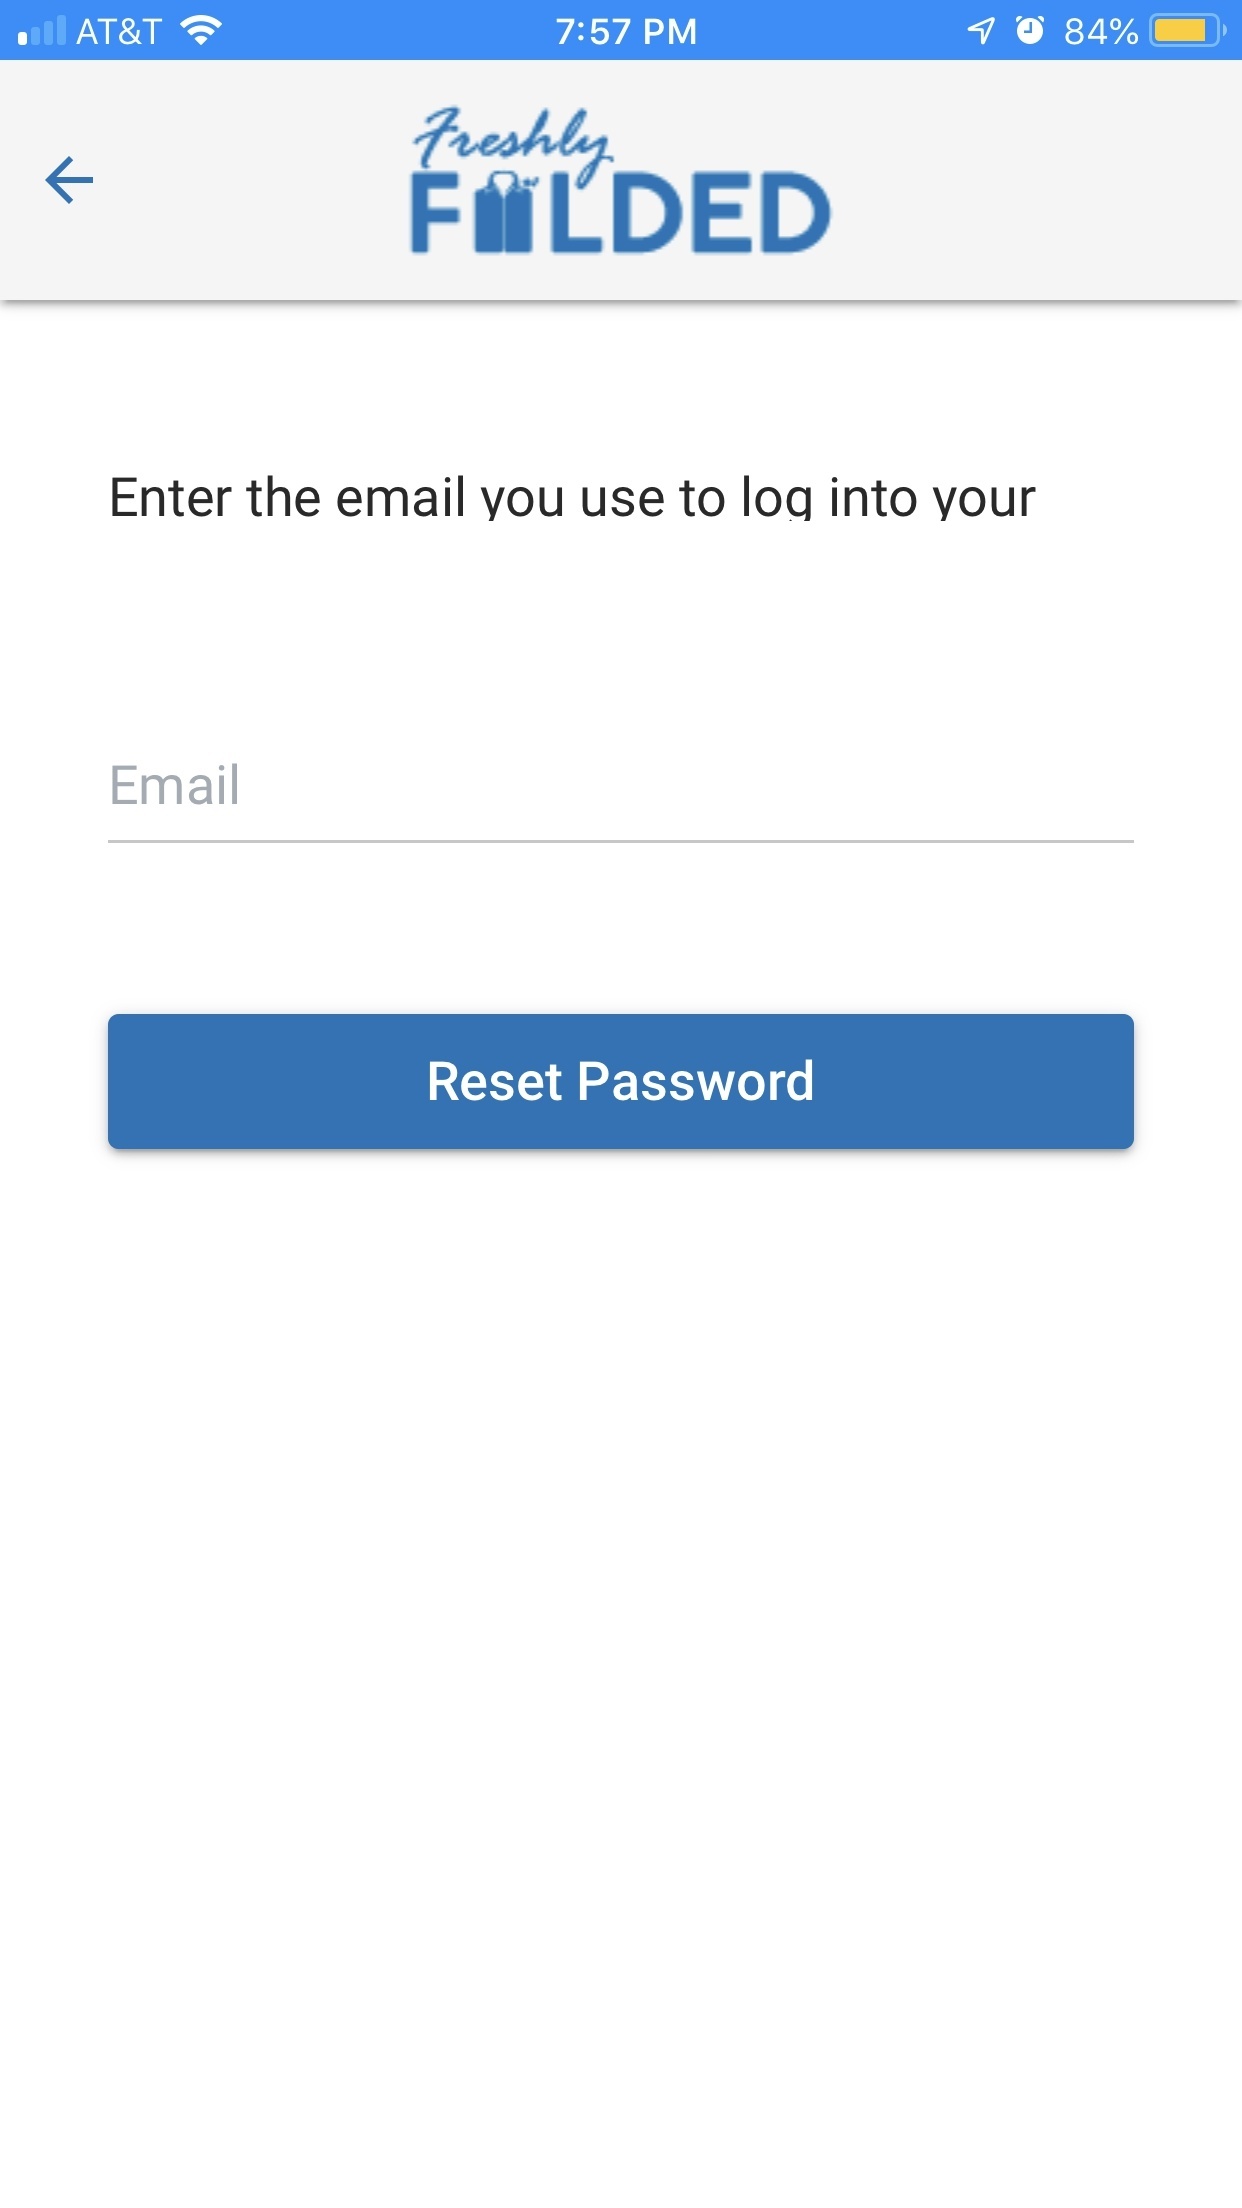 AT&T 7:57 PM 84%
Freshly
FOLDED
Enter the email you use to log into your
Email
Reset Password